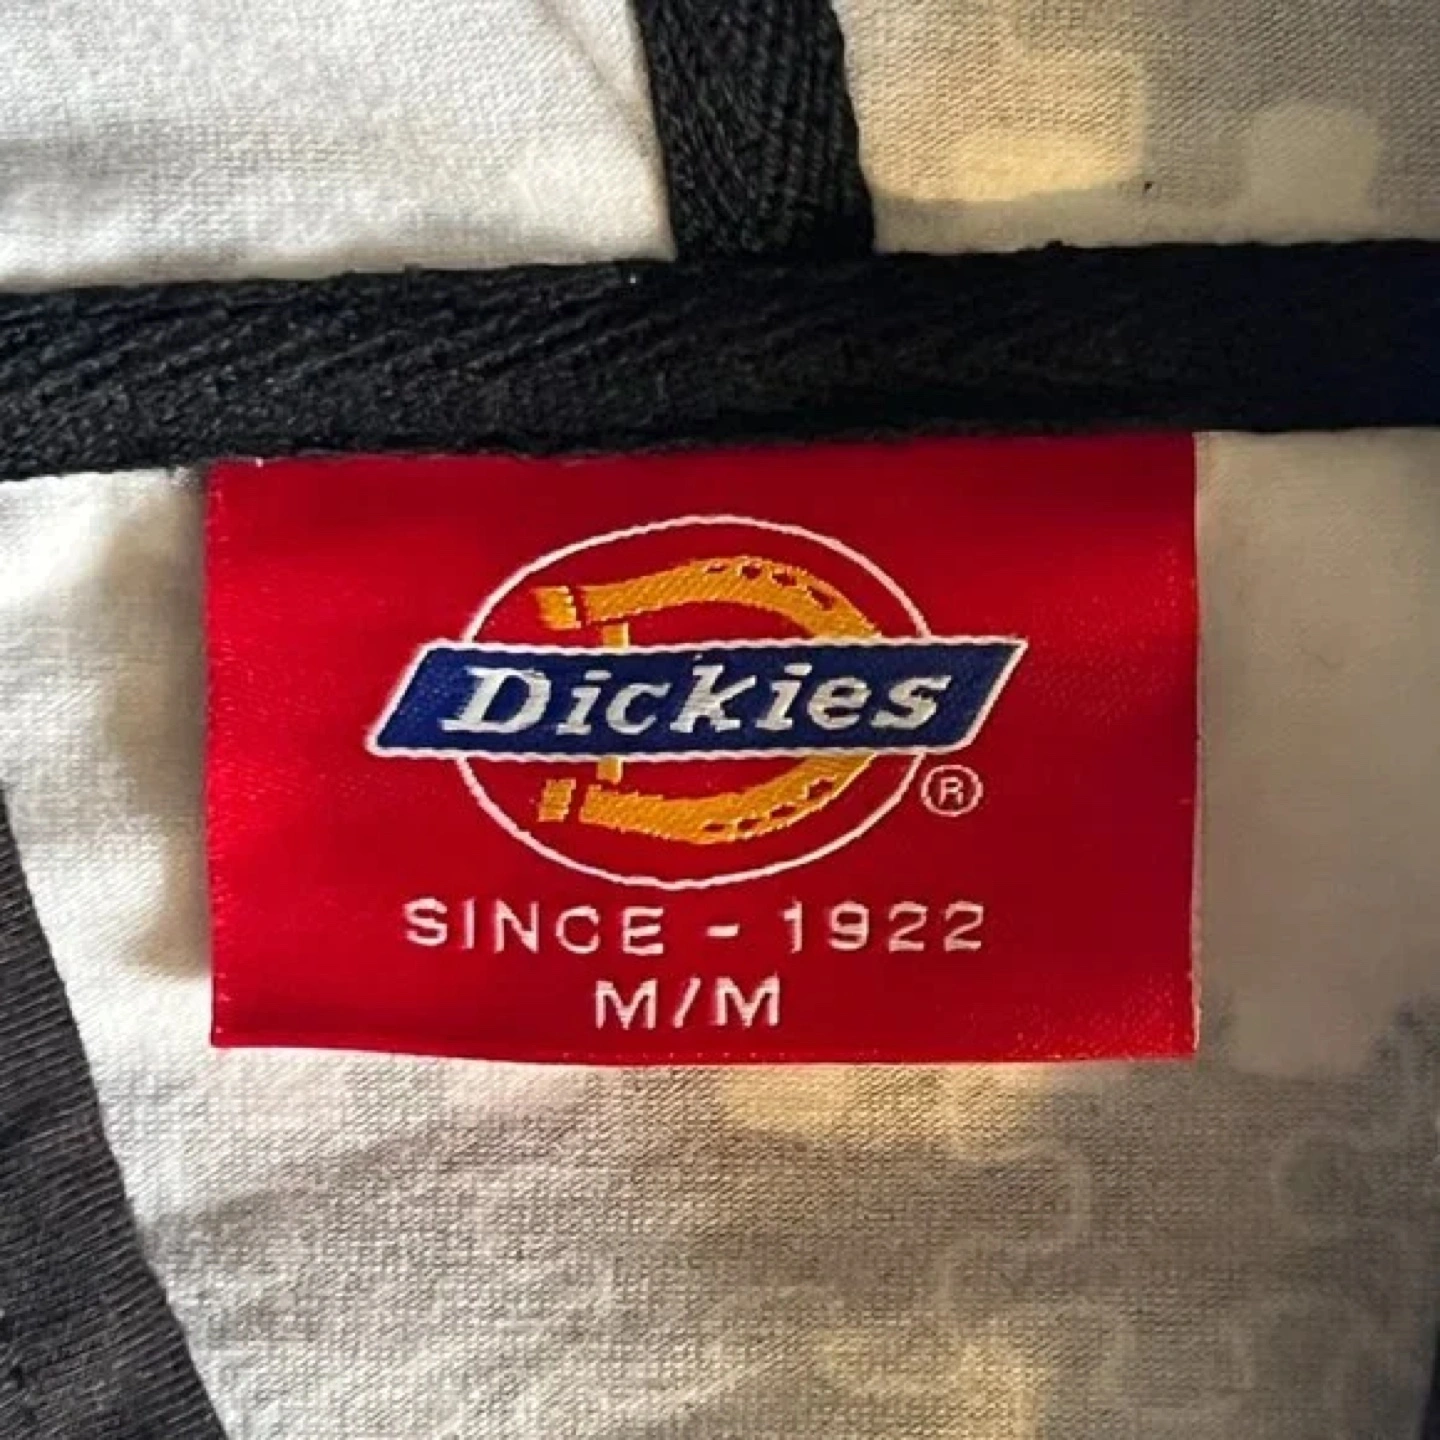 Dickies
®
SINCE - 1922
M/M